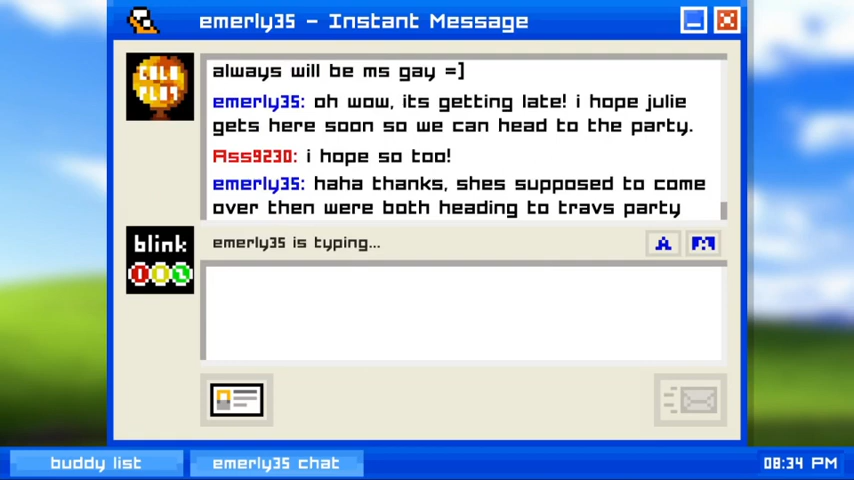 emerly35 - Instant Message
COLD
PLAY
always will be ms gay =]
emerly35: oh wow, its getting late! i hope julie
gets here soon so we can head to the party.
Ass9230: i hope so too!
emerly35: haha thanks, shes supposed to come
over then were both heading to travs party
blink
182
emerly35 is typing...
A
buddy list
emerly35 chat
08:34 PM